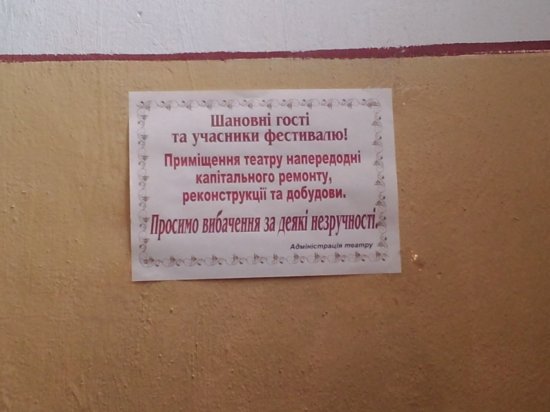 Шановні гості
та учасники фестивалю!
Приміщення театру напередодні
капітального ремонту,
реконструкції та добудови.
Просимо вибачення за деякі незручності.
Адміністрація театру